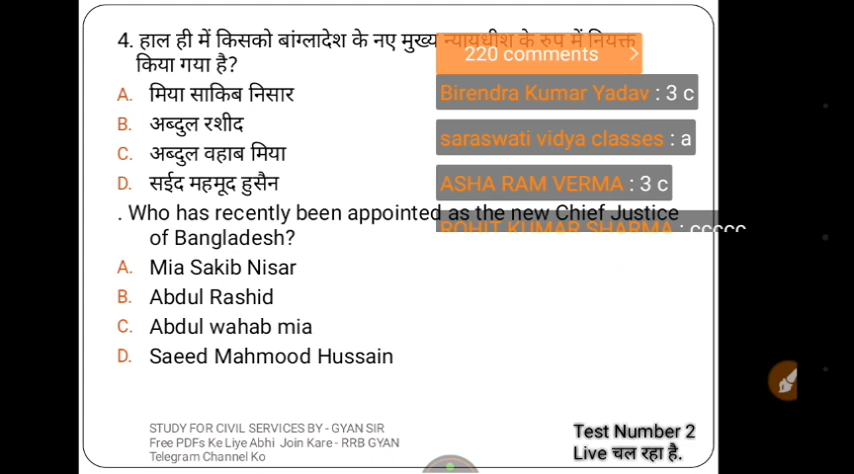 4. हाल ही में किसको बांग्लादेश के नए मुख्य न्यायधीश के रुप में नियक्त
220 comments >
किया गया है?
A. मिया साकिब निसार
Birendra Kumar Yadav : 3 c
B. अब्दुल रशीद
saraswati vidya classes : a
C. अब्दुल वहाब मिया
D. सईद महमूद हुसैन
ASHA RAM VERMA : 3 c
. Who has recently been appointed as the new Chief Justice
ROHIT KUMAR SHARMA : ccccc
of Bangladesh?
A. Mia Sakib Nisar
B. Abdul Rashid
C. Abdul wahab mia
D. Saeed Mahmood Hussain
STUDY FOR CIVIL SERVICES BY - GYAN SIR
Free PDFs Ke Liye Abhi Join Kare - RRB GYAN
Telegram Channel Ko
Test Number 2
Live चल रहा है.